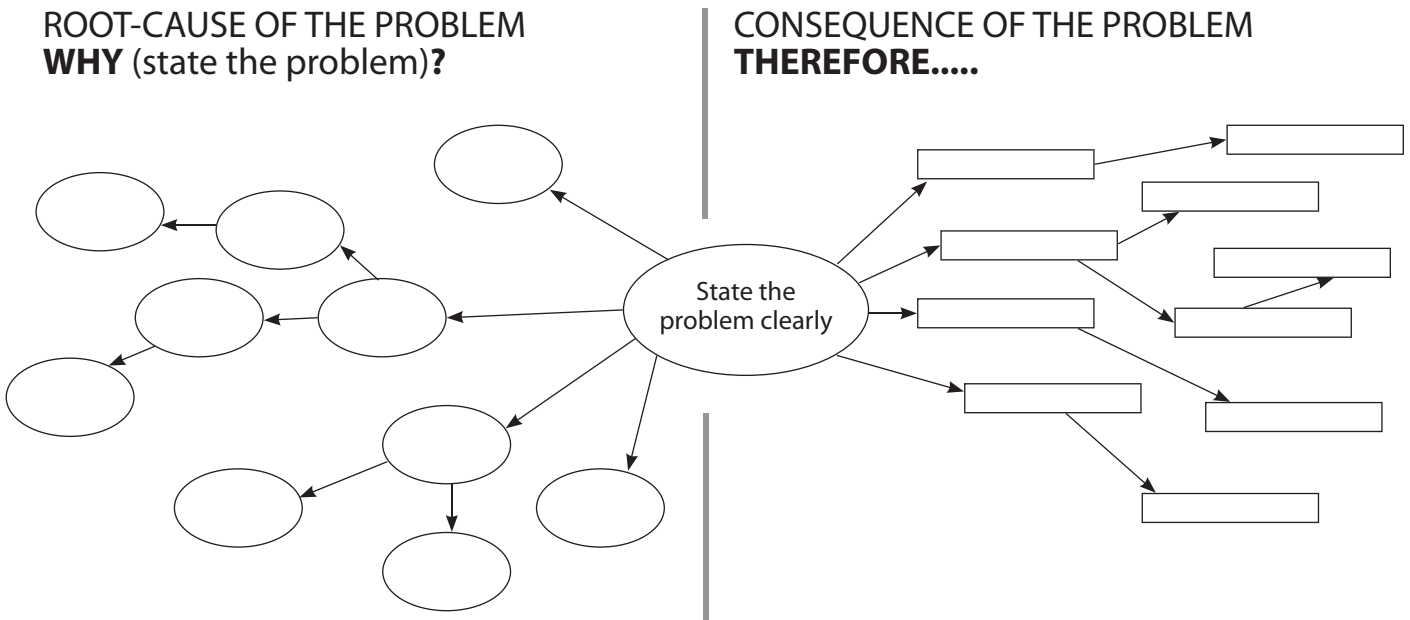 ROOT-CAUSE OF THE PROBLEM
WHY (state the problem)?
CONSEQUENCE OF THE PROBLEM
THEREFORE.....
State the
problem clearly